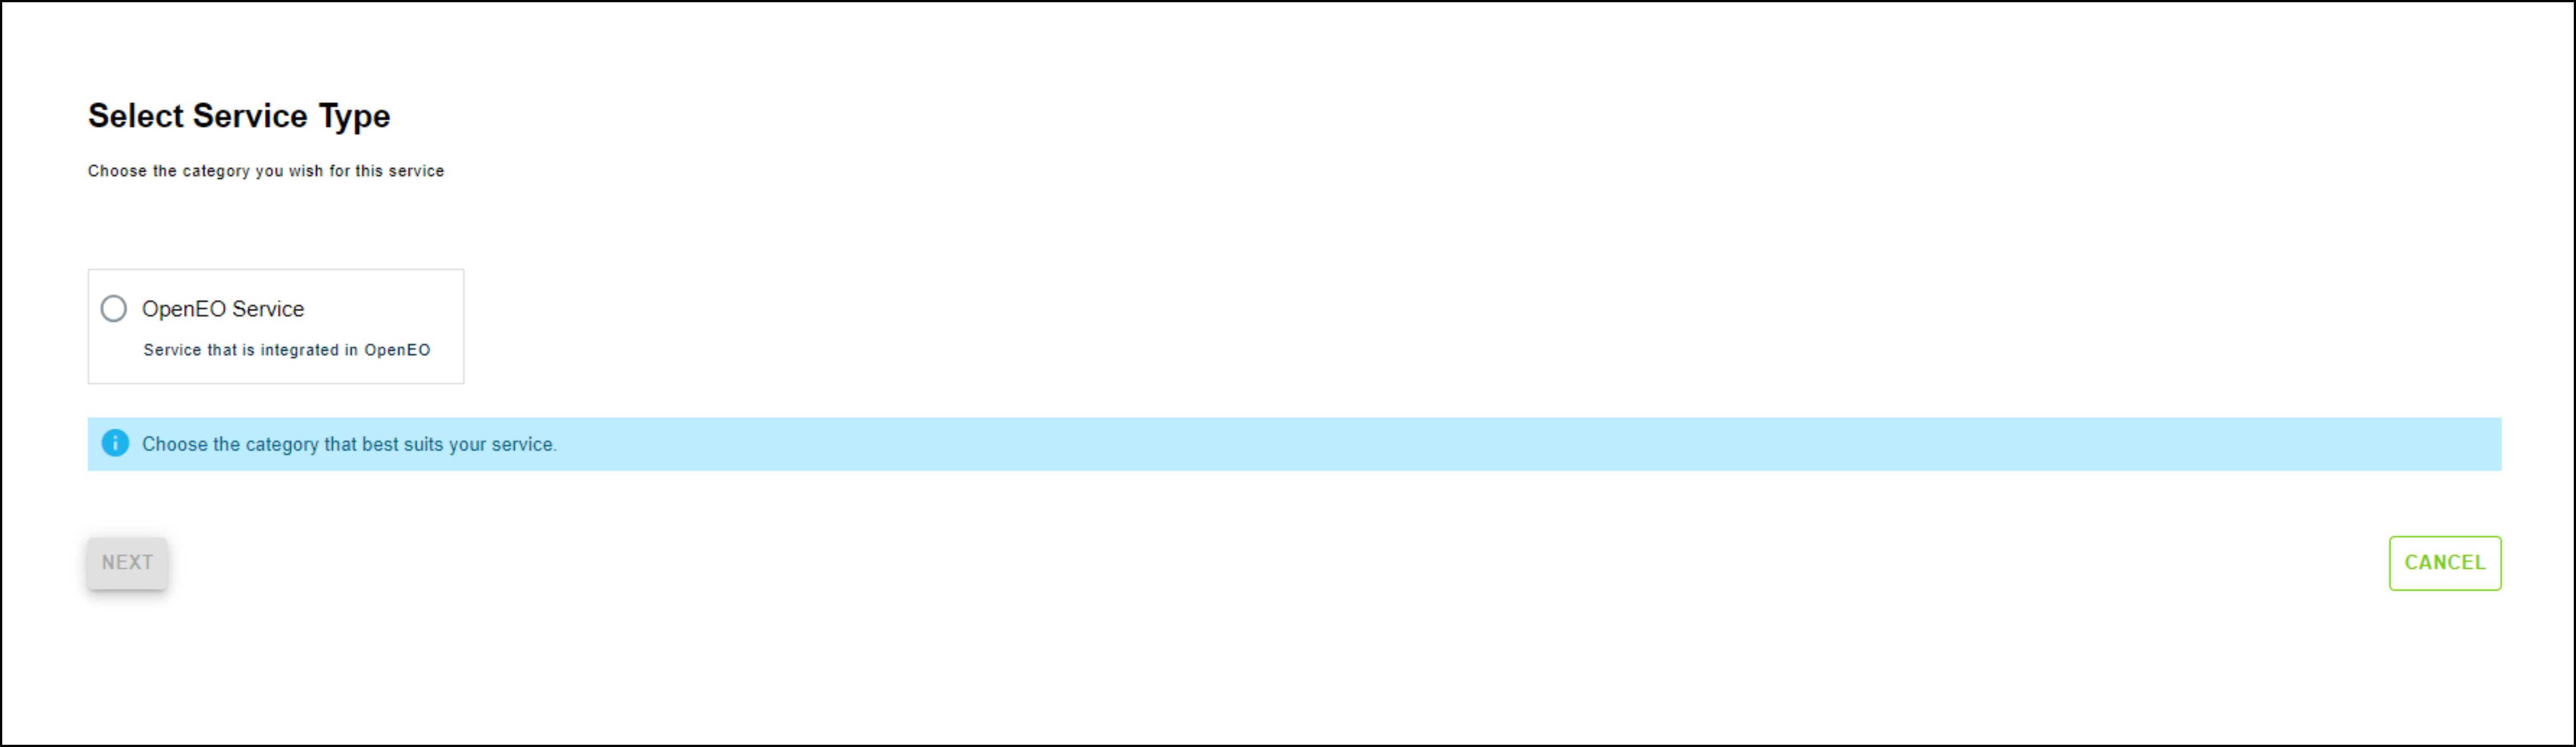 Select Service Type
Choose the category you wish for this service
OpenEO Service
Service that is integrated in OpenEO
Choose the category that best suits your service.
NEXT
CANCEL